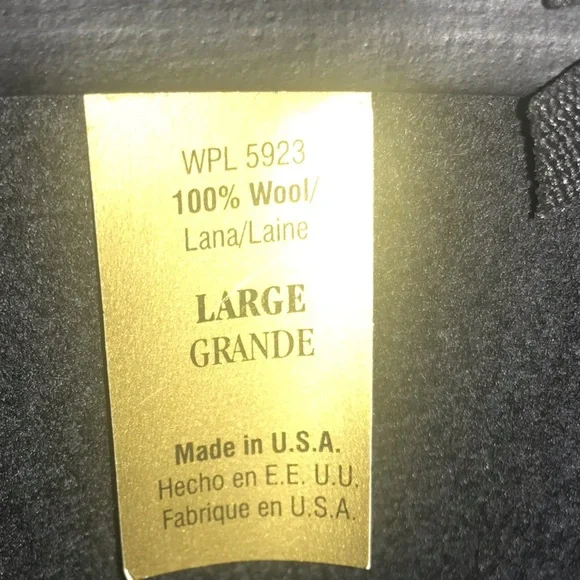 WPL 5923
100% Wool/
Lana/Laine
LARGE
GRANDE
Made in U.S.A.
Hecho en E.E. U.U.
Fabrique en U.S.A.